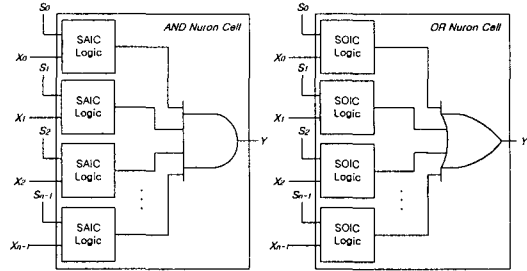 AND Nuron Cell
S0
SAIC
Logic
X0
S1
SAIC
Logic
X1
S2
SAIC
Logic
X2
Sn-1
SAIC
Logic
Xn-1
Y
OR Nuron Cell
S0
SOIC
Logic
X0
S1
SOIC
Logic
X1
S2
SOIC
Logic
X2
Sn-1
SOIC
Logic
Xn-1
Y